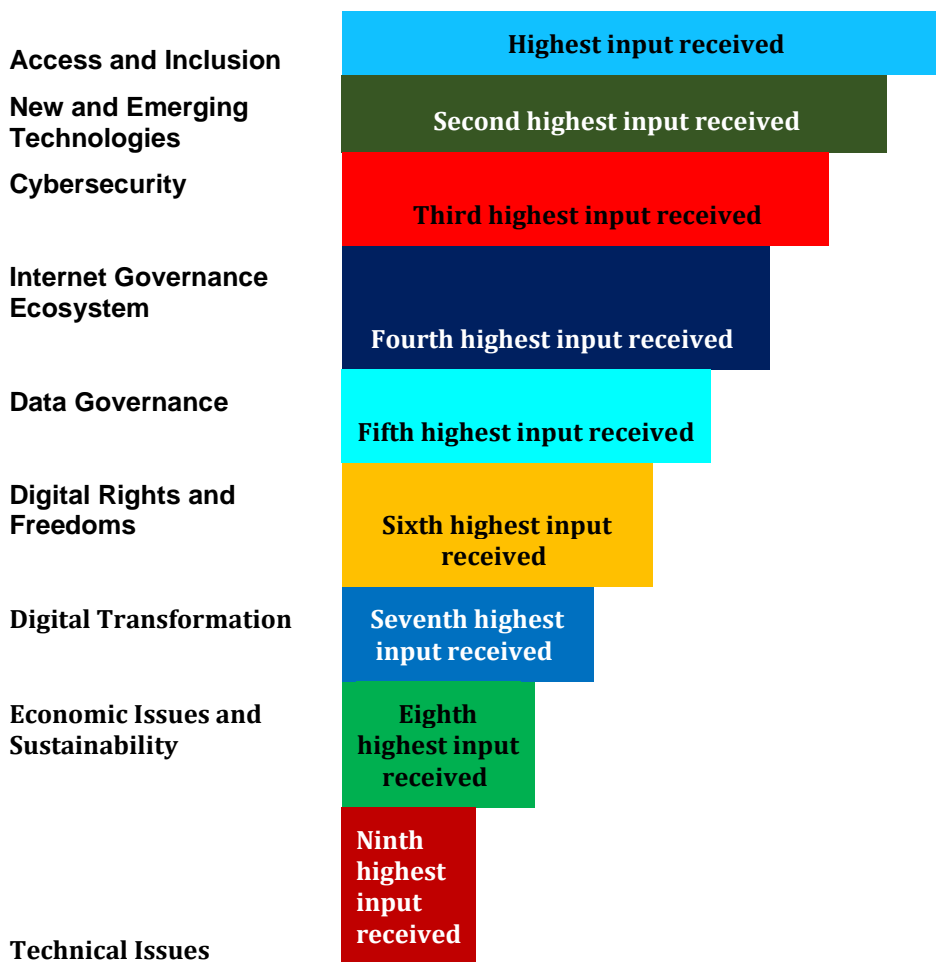 Access and Inclusion
Highest input received
New and Emerging
Technologies
Second highest input received
Cybersecurity
Third highest input received
Internet Governance
Ecosystem
Fourth highest input received
Data Governance
Fifth highest input received
Digital Rights and
Freedoms
Sixth highest input
received
Digital Transformation
Seventh highest
input received
Economic Issues and
Sustainability
Eighth
highest input
received
Technical Issues
Ninth
highest
input
received